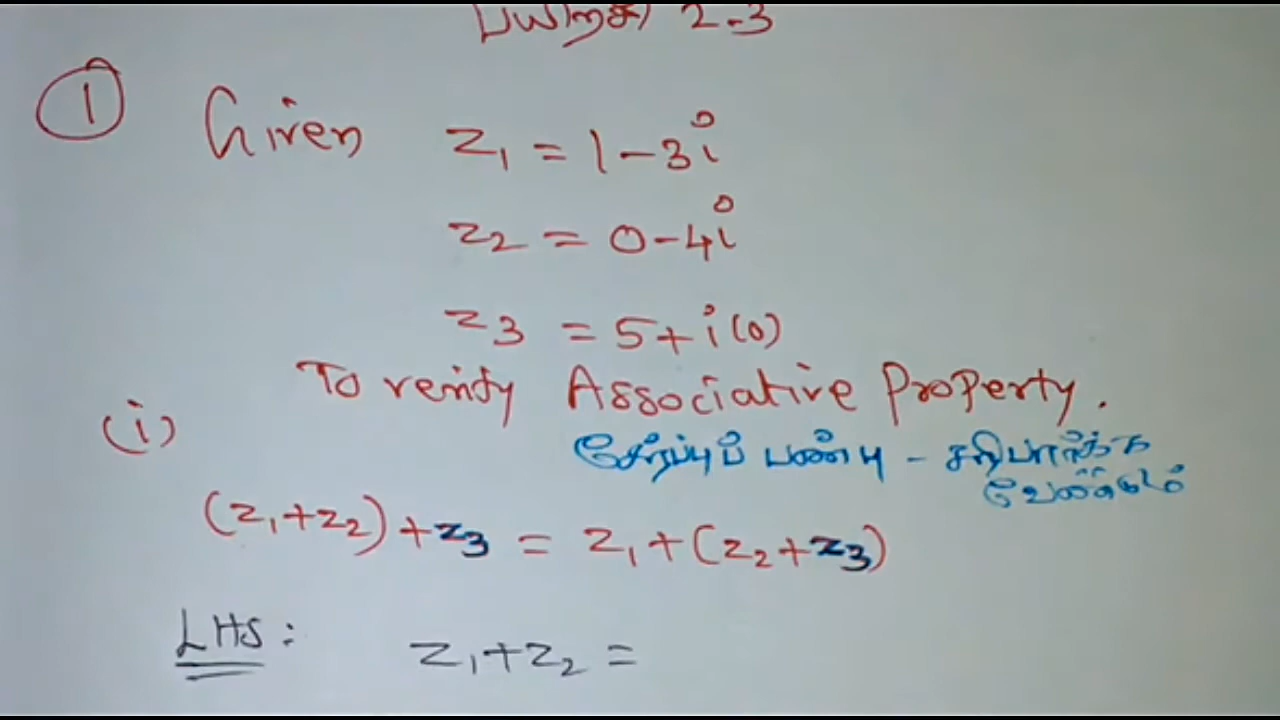 பயிற்சி 2-3
① Given z₁ = 1-3i
z₂ = 0-4i
z₃ = 5+i(0)
To verify Associative Property.
(i)
சேர்ப்புப் பண்பு - சரிபார்க்க
வேண்டும்
(z₁+z₂)+z₃ = z₁+(z₂+z₃)
LHS: z₁+z₂ =